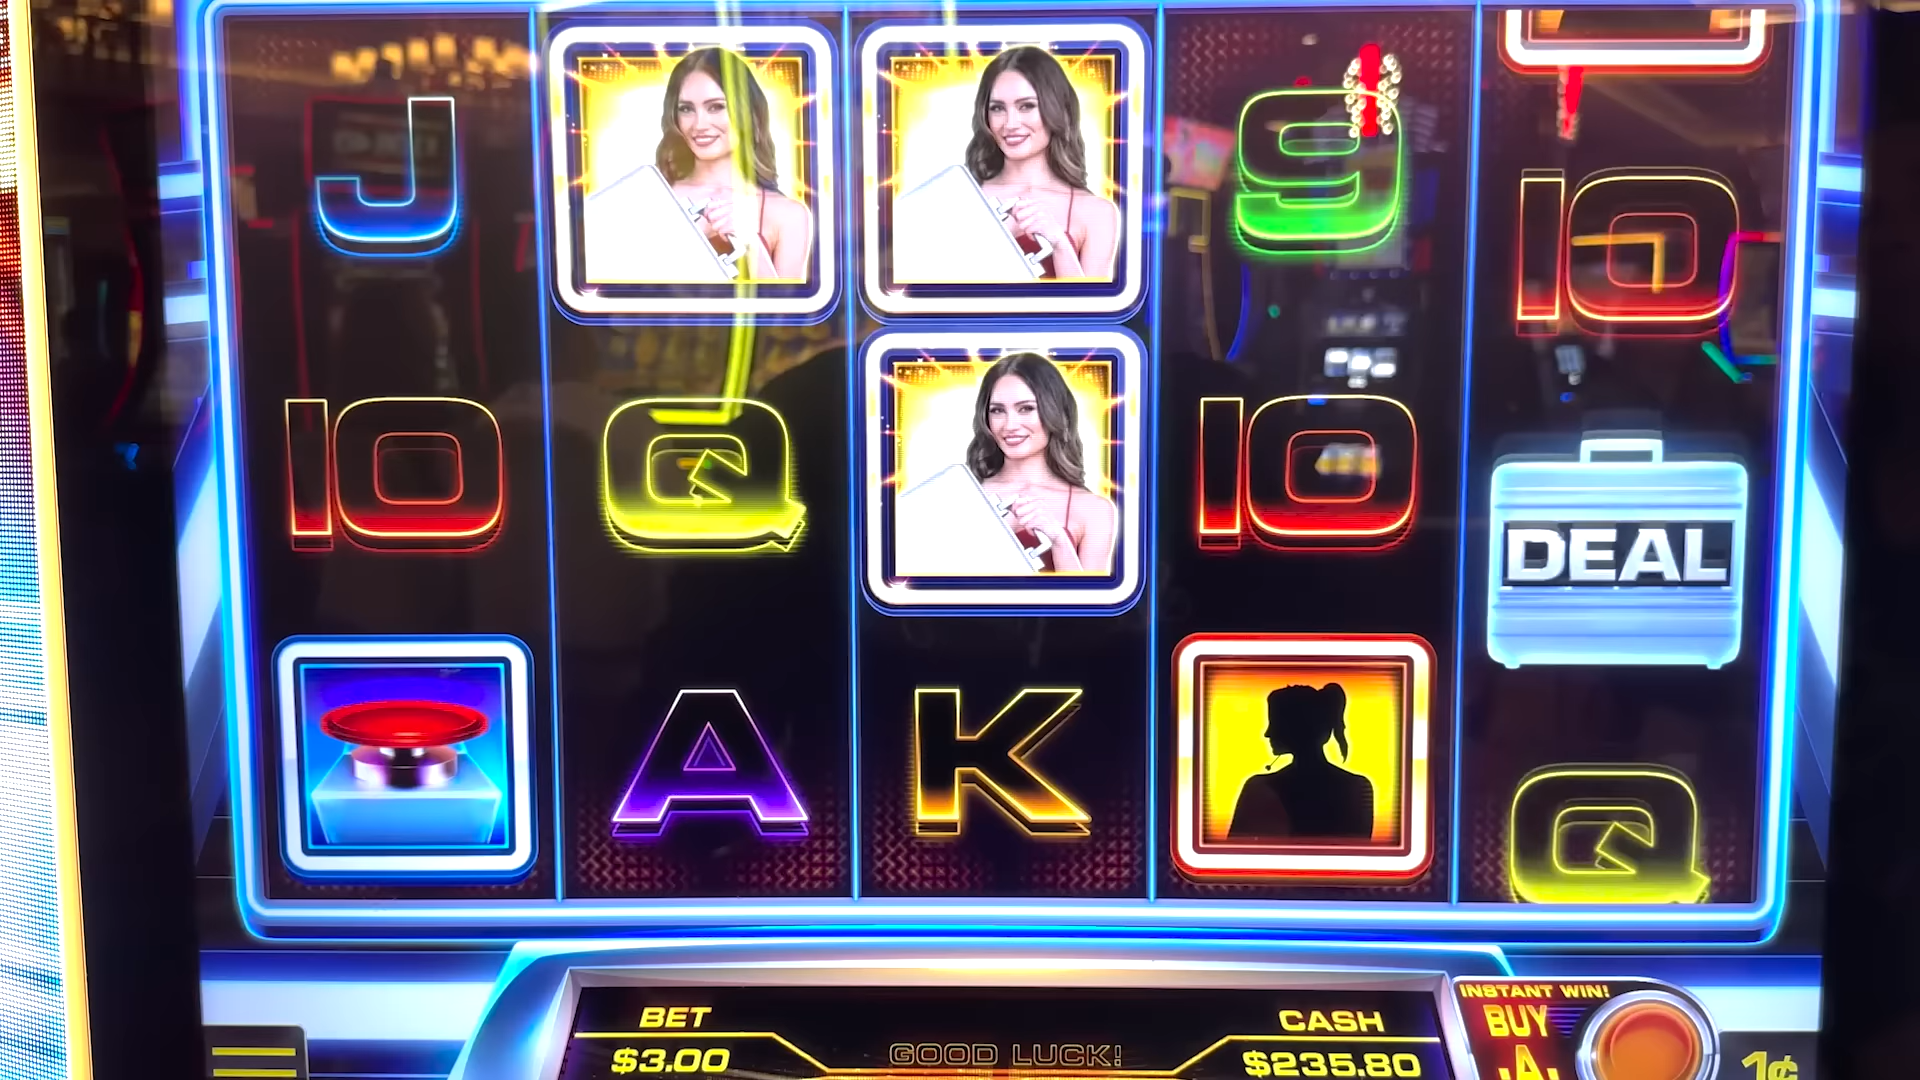 J
9
10
10
Q
10
DEAL
A
K
Q
BET
$3.00
GOOD LUCK!
CASH
$235.80
INSTANT WIN!
BUY
A
1¢